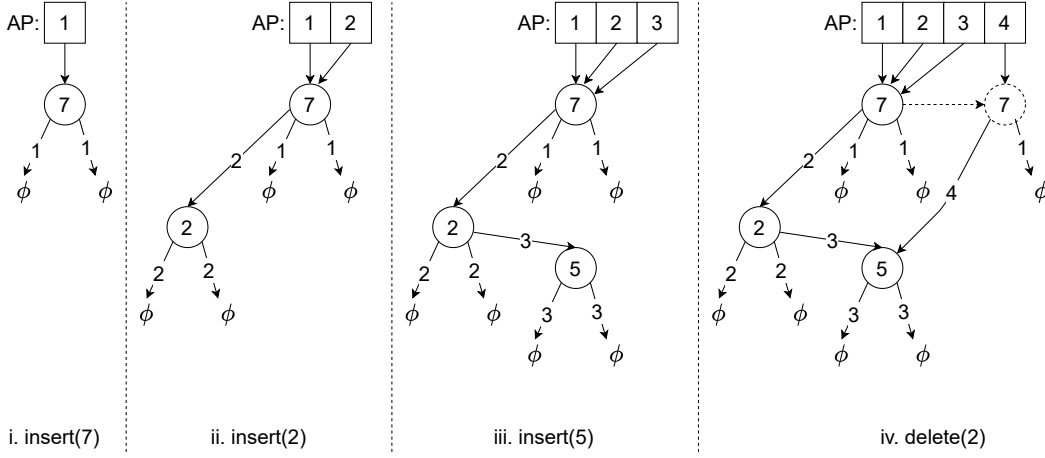 AP: 1
7
1 1
ϕ ϕ
i. insert(7)
AP: 1 2
7
2 1 1
ϕ ϕ
2
2 2
ϕ ϕ
ii. insert(2)
AP: 1 2 3
7
2 1 1
ϕ ϕ
2
3
2 2
5
ϕ ϕ
3 3
ϕ ϕ
iii. insert(5)
AP: 1 2 3 4
7 7
2 1 1 1
ϕ ϕ ϕ
4
2
3
2 2
5
ϕ ϕ
3 3
ϕ ϕ
iv. delete(2)